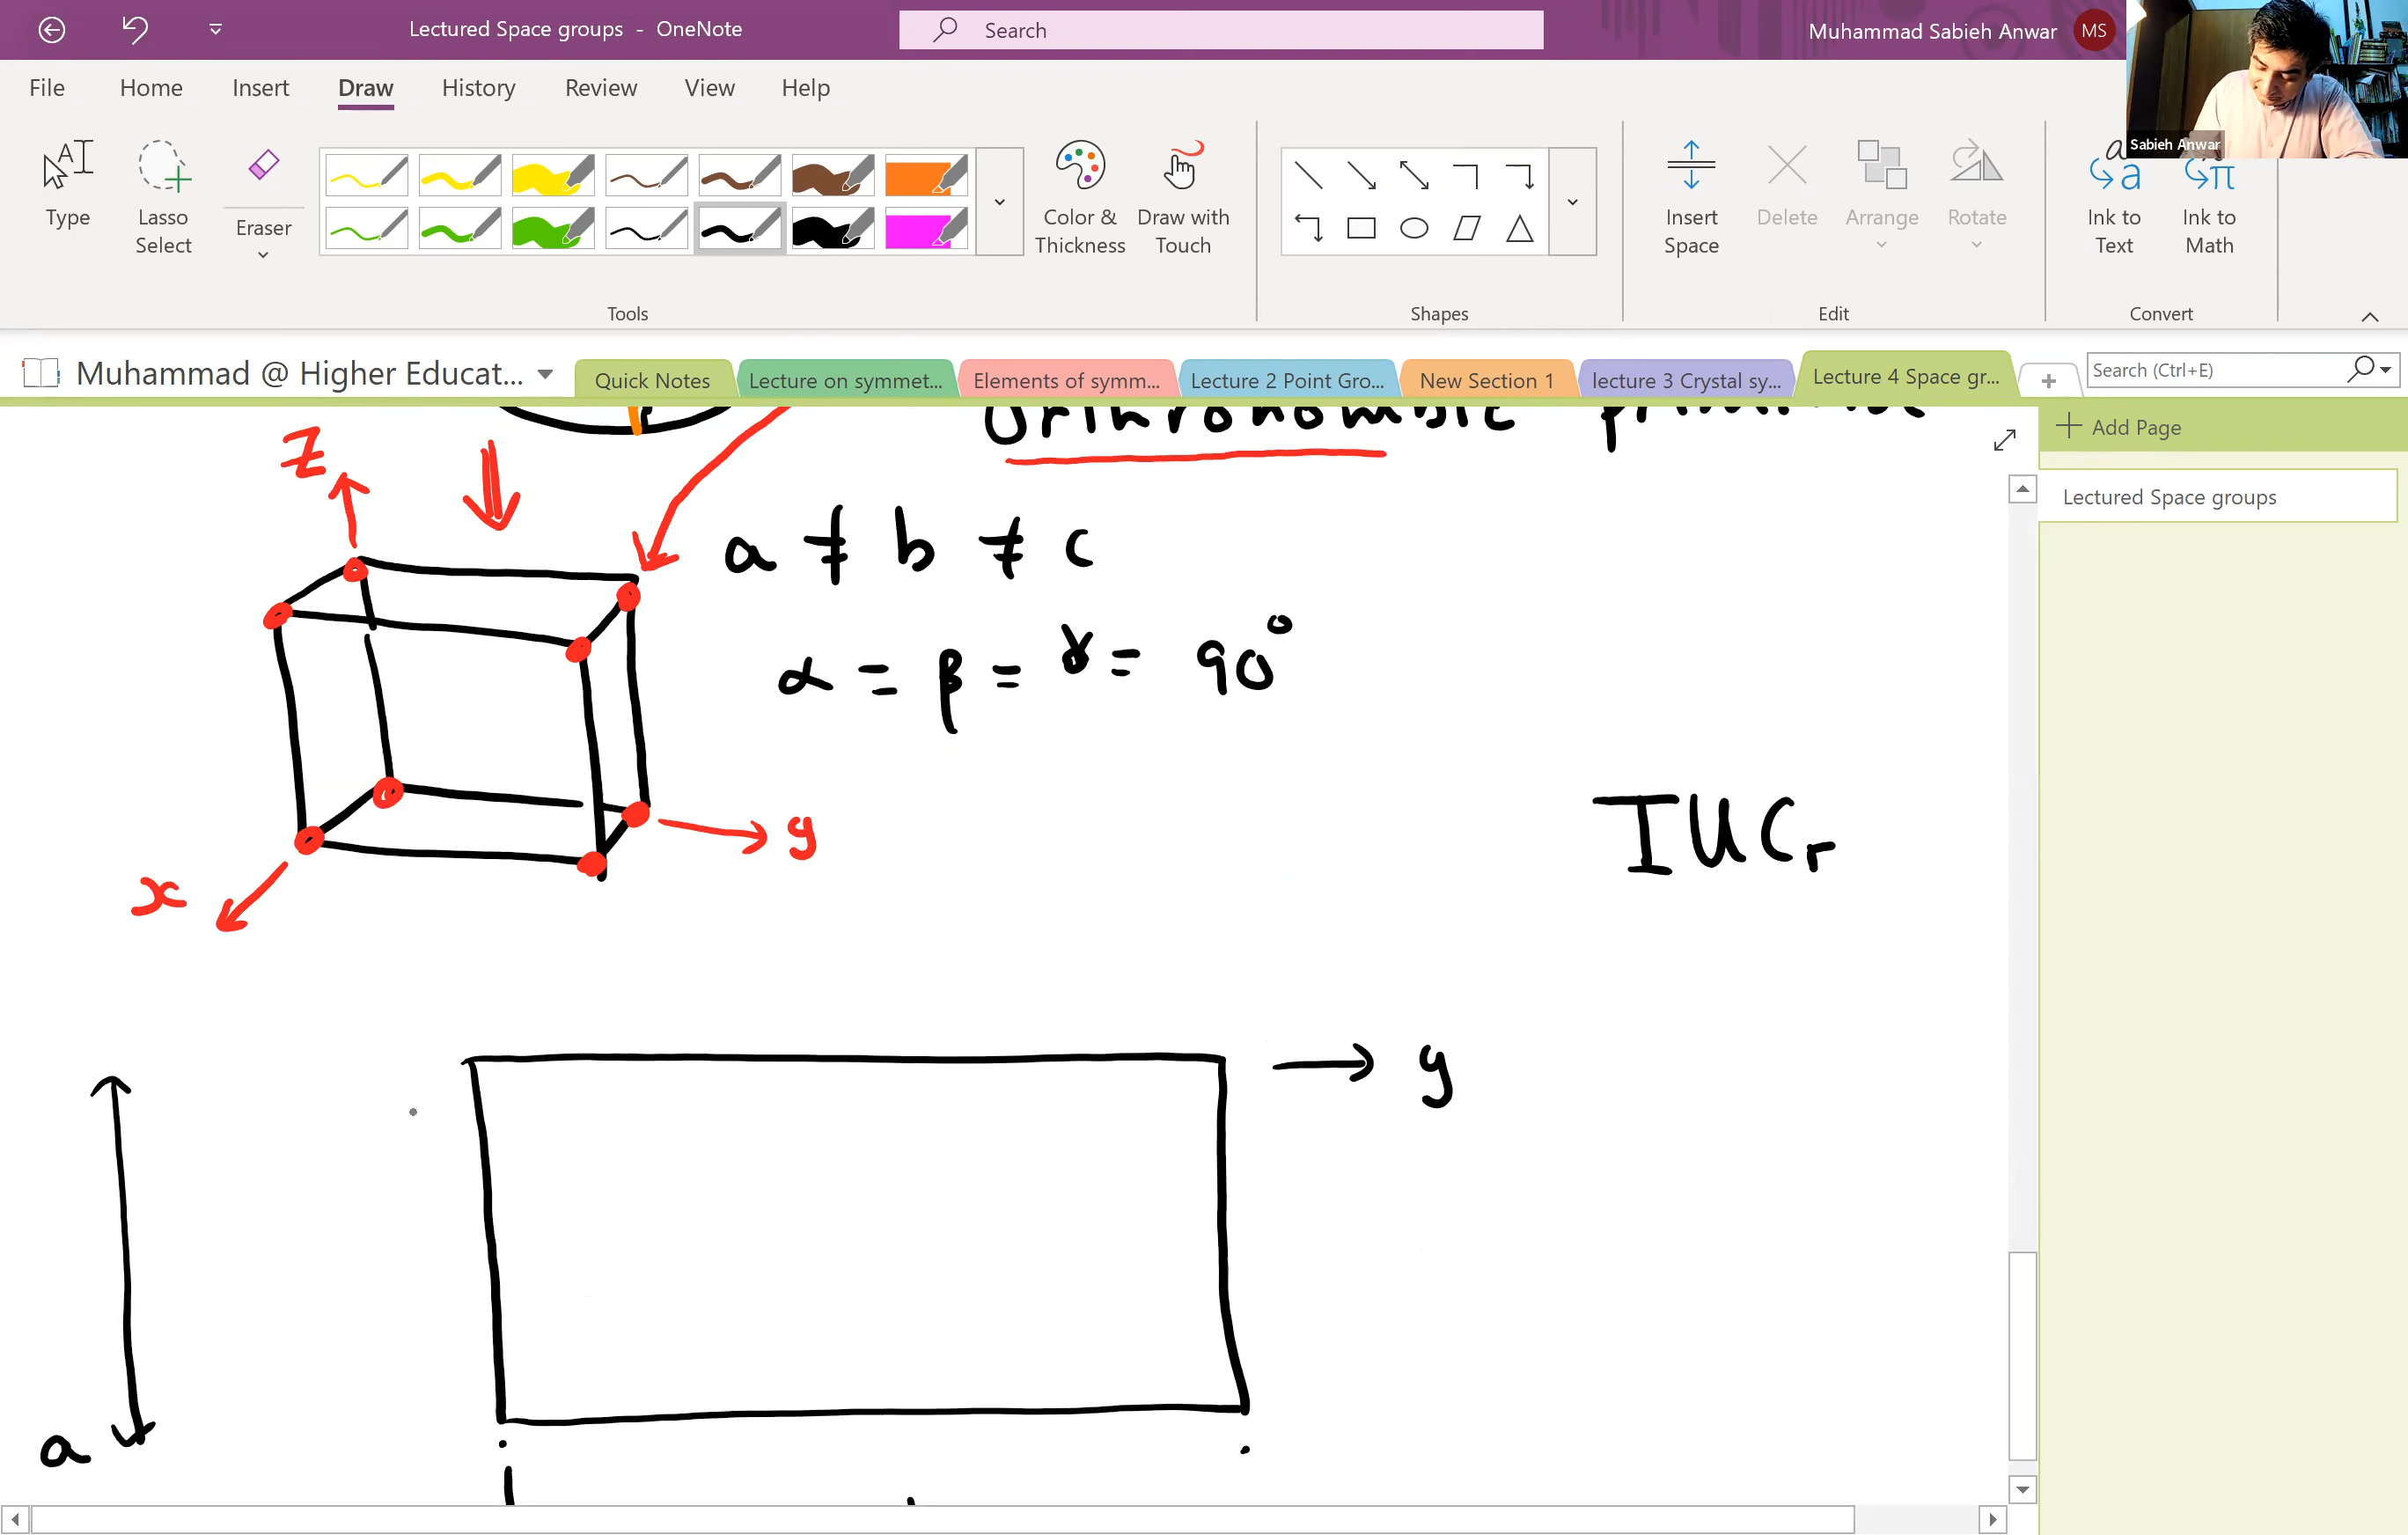 Lectured Space groups - OneNote
Search
Muhammad Sabieh Anwar
MS
Sabieh Anwar
File Home Insert Draw History Review View Help
Type
Lasso Select
Eraser
Color & Thickness
Draw with Touch
Insert Space
Delete
Arrange
Rotate
Ink to Text
Ink to Math
Tools
Shapes
Edit
Convert
Muhammad @ Higher Educat...
Quick Notes
Lecture on symmet...
Elements of symm...
Lecture 2 Point Gro...
New Section 1
lecture 3 Crystal sy...
Lecture 4 Space gr...
Search (Ctrl+E)
Add Page
Lectured Space groups
z
a ≠ b ≠ c
α = β = γ = 90°
y
x
IUCr
y
a